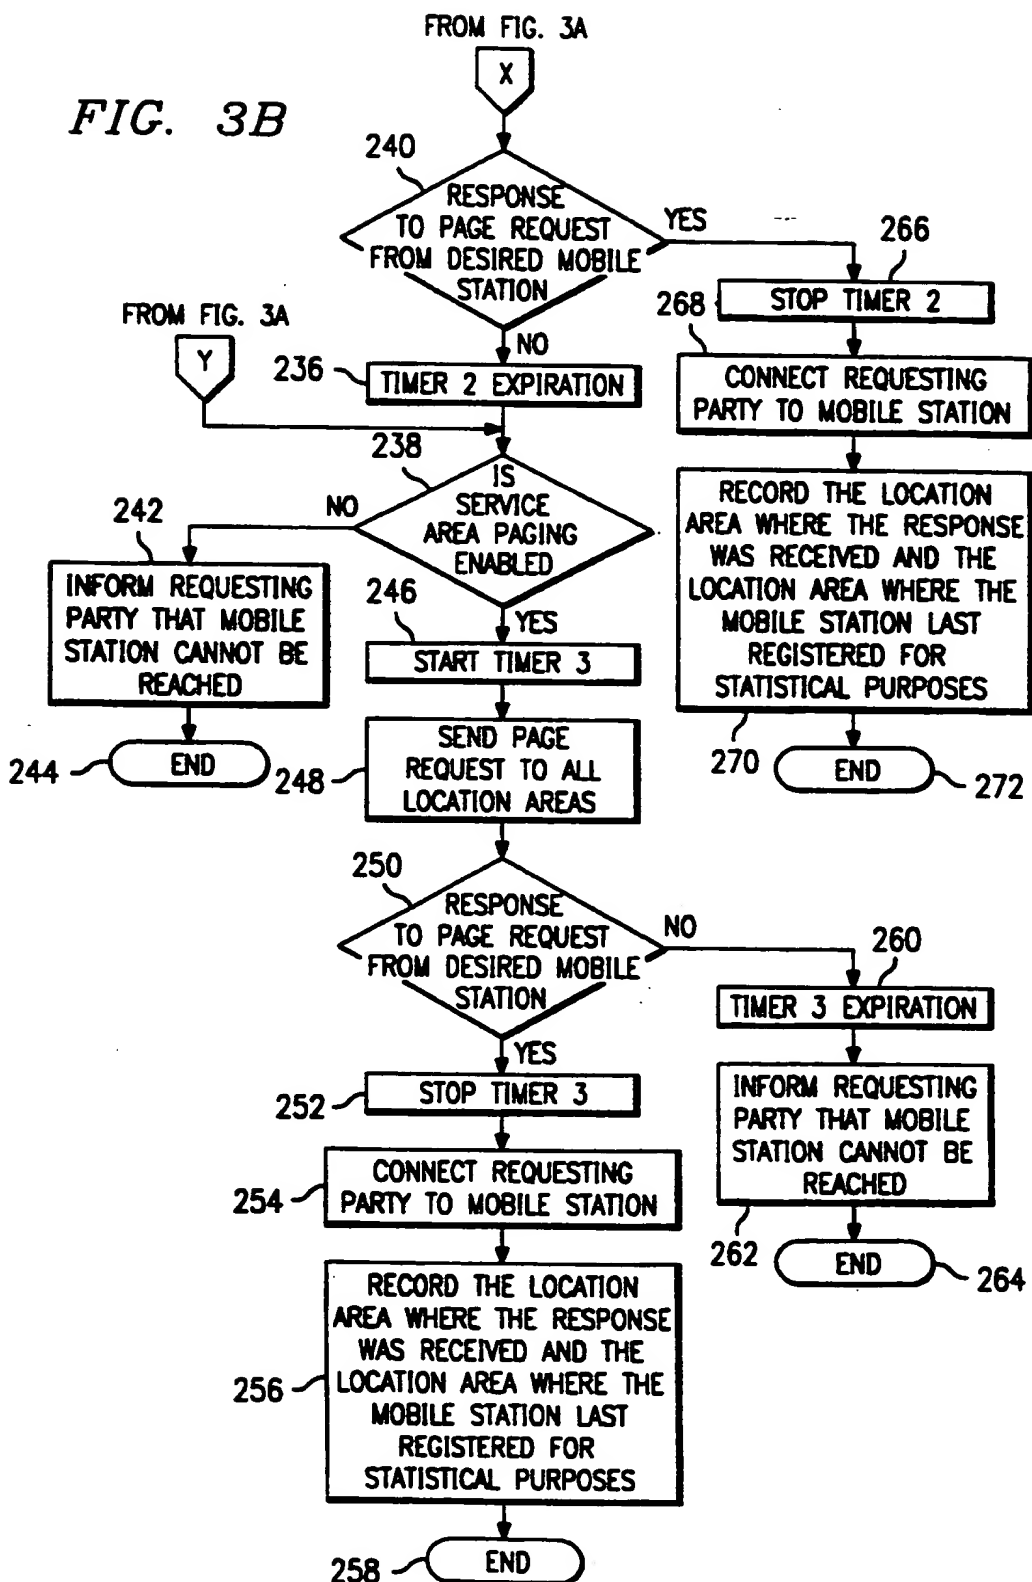 FROM FIG. 3A
X
FIG. 3B
240
RESPONSE
TO PAGE REQUEST
FROM DESIRED MOBILE
STATION
YES
NO
266
STOP TIMER 2
268
CONNECT REQUESTING
PARTY TO MOBILE STATION
RECORD THE LOCATION
AREA WHERE THE RESPONSE
WAS RECEIVED AND THE
LOCATION AREA WHERE THE
MOBILE STATION LAST
REGISTERED FOR
STATISTICAL PURPOSES
270
END
272
FROM FIG. 3A
Y
236
TIMER 2 EXPIRATION
238
IS
SERVICE
AREA PAGING
ENABLED
NO
242
INFORM REQUESTING
PARTY THAT MOBILE
STATION CANNOT BE
REACHED
244
END
YES
246
START TIMER 3
248
SEND PAGE
REQUEST TO ALL
LOCATION AREAS
250
RESPONSE
TO PAGE REQUEST
FROM DESIRED MOBILE
STATION
NO
260
TIMER 3 EXPIRATION
INFORM REQUESTING
PARTY THAT MOBILE
STATION CANNOT BE
REACHED
262
END
264
YES
252
STOP TIMER 3
254
CONNECT REQUESTING
PARTY TO MOBILE STATION
256
RECORD THE LOCATION
AREA WHERE THE RESPONSE
WAS RECEIVED AND THE
LOCATION AREA WHERE THE
MOBILE STATION LAST
REGISTERED FOR
STATISTICAL PURPOSES
258
END